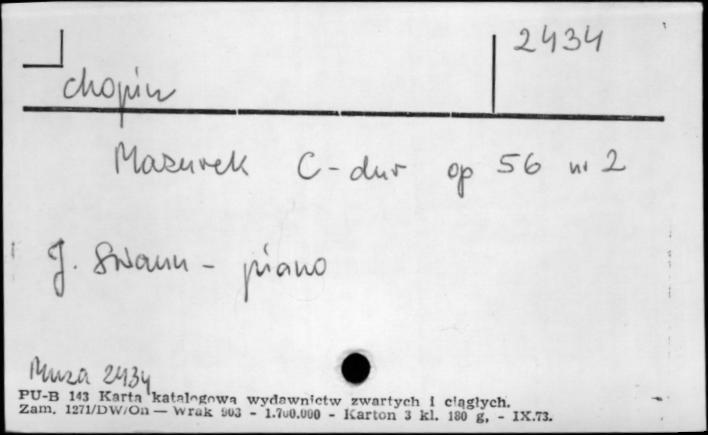 2434
Chopin
Mazurek C-dur op 56 nr 2
J. Swann - piano
Muza 2434
PU-B 143 Karta katalogowa wydawnictw zwartych i ciągłych.
Zam. 1271/DW/On — Wrak 903 - 1.700.000 - Karton 3 kl. 180 g, - IX.73.